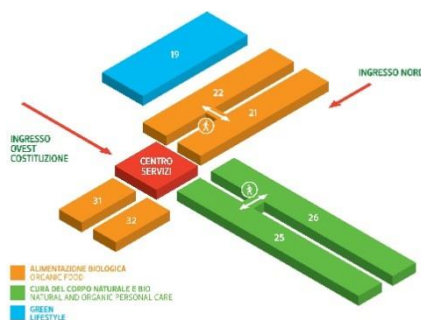 19
22
21
INGRESSO NORD
INGRESSO
OVEST
COSTITUZIONE
CENTRO
SERVIZI
31
32
26
25
ALIMENTAZIONE BIOLOGICA
ORGANIC FOOD
CURA DEL CORPO NATURALE E BIO
NATURAL AND ORGANIC PERSONAL CARE
GREEN
LIFESTYLE